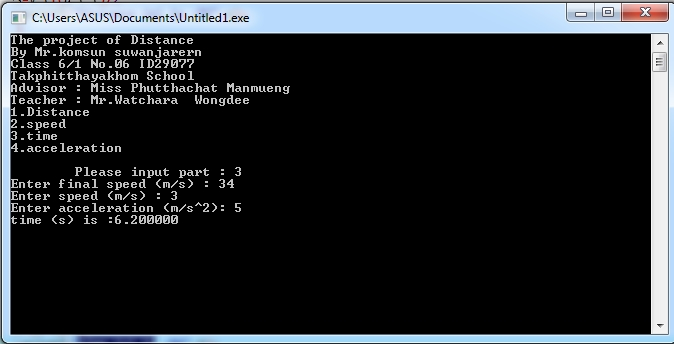 C:\Users\ASUS\Documents\Untitled1.exe
The project of Distance
By Mr.komsun suwanjarern
Class 6/1 No.06 ID29077
Takphitthayakhom School
Advisor : Miss Phutthachat Manmueng
Teacher : Mr.Watchara  Wongdee
1.Distance
2.speed
3.time
4.acceleration
        Please input part : 3
Enter final speed (m/s) : 34
Enter speed (m/s) : 3
Enter acceleration (m/s^2): 5
time (s) is :6.200000